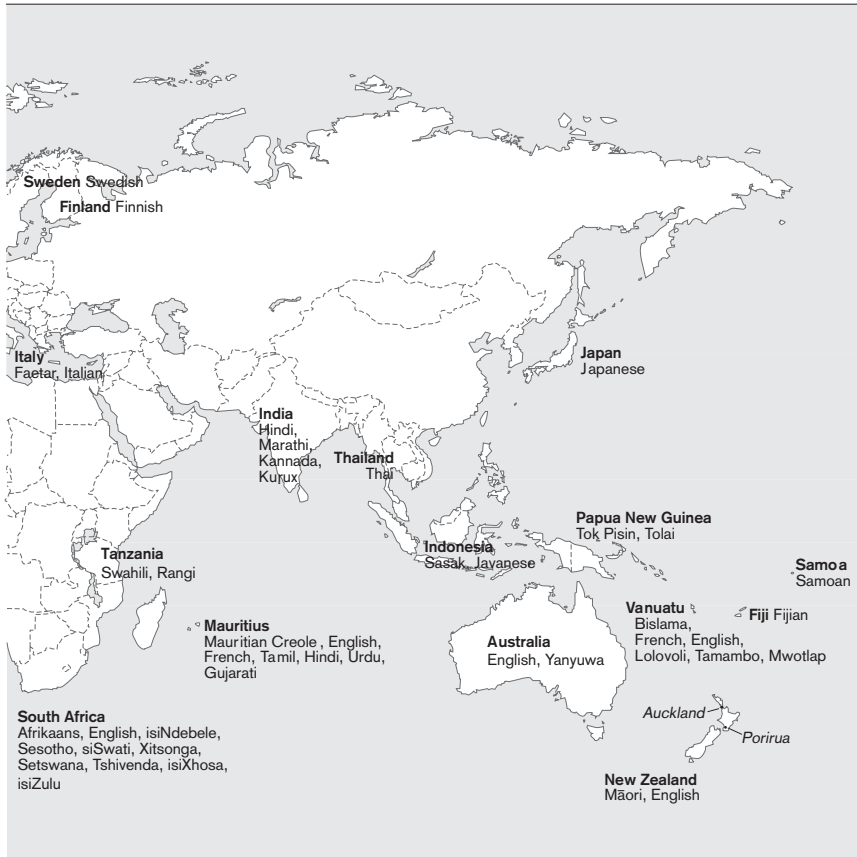 Sweden Swedish
Finland Finnish
Italy
Faetar, Italian
Japan
Japanese
India
Hindi,
Marathi,
Kannada,
Kurux
Thailand
Thai
Papua New Guinea
Tok Pisin, Tolai
Indonesia
Sasak, Javanese
Tanzania
Swahili, Rangi
Samoa
Samoan
Vanuatu
Bislama,
French, English,
Lolovoli, Tamambo, Mwotlap
Fiji Fijian
Mauritius
Mauritian Creole, English,
French, Tamil, Hindi, Urdu,
Gujarati
Australia
English, Yanyuwa
South Africa
Afrikaans, English, isiNdebele,
Sesotho, siSwati, Xitsonga,
Setswana, Tshivenda, isiXhosa,
isiZulu
Auckland
Porirua
New Zealand
Māori, English